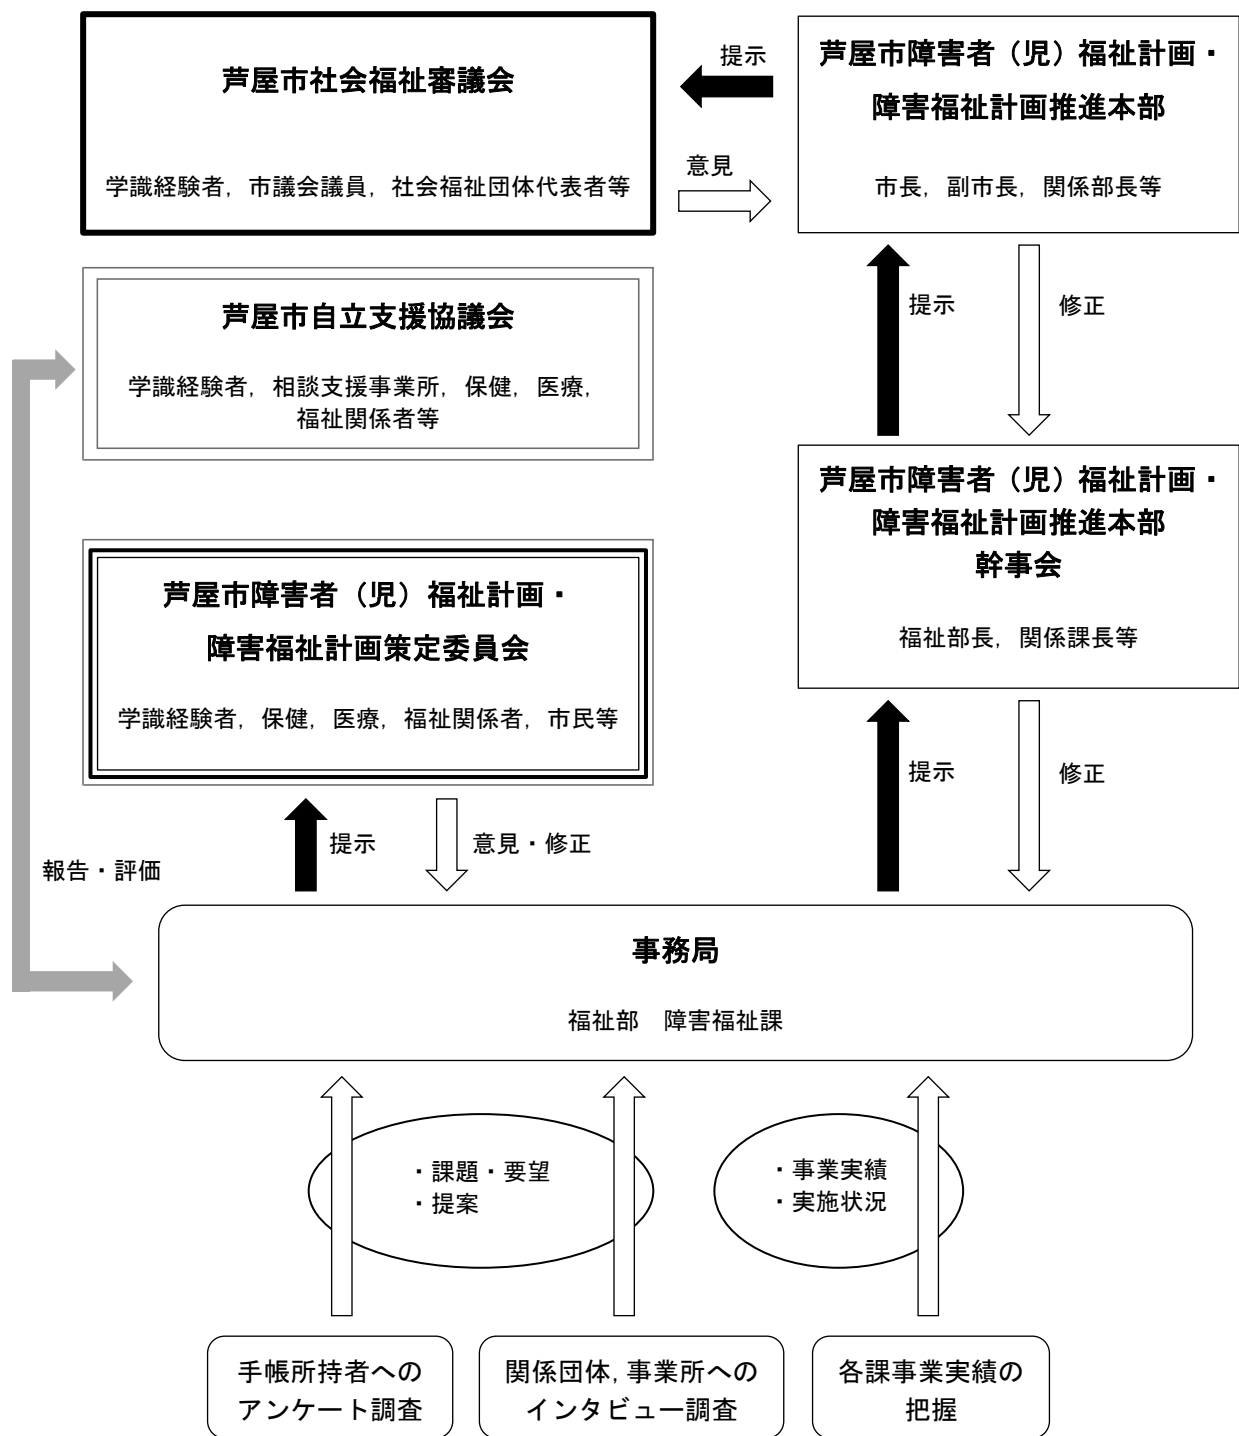 芦屋市社会福祉審議会
学識経験者，市議会議員，社会福祉団体代表者等
提示
意見
芦屋市障害者（児）福祉計画・
障害福祉計画推進本部
市長，副市長，関係部長等
芦屋市自立支援協議会
学識経験者，相談支援事業所，保健，医療，
福祉関係者等
提示
修正
芦屋市障害者（児）福祉計画・
障害福祉計画推進本部
幹事会
福祉部長，関係課長等
芦屋市障害者（児）福祉計画・
障害福祉計画策定委員会
学識経験者，保健，医療，福祉関係者，市民等
提示
修正
提示
意見・修正
報告・評価
事務局
福祉部　障害福祉課
・課題・要望
・提案
・事業実績
・実施状況
手帳所持者への
アンケート調査
関係団体，事業所への
インタビュー調査
各課事業実績の
把握